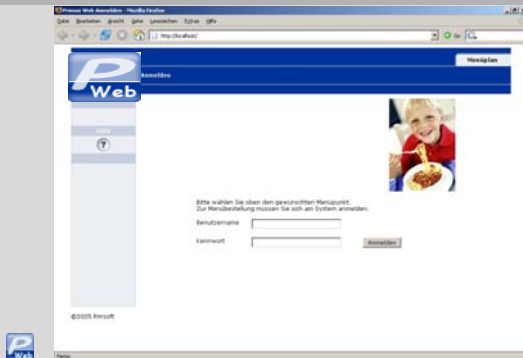 Primus Web Anmelden - Mozilla Firefox
Datei Bearbeiten Ansicht Gehe Lesezeichen Extras Hilfe
http://localhost/
Menüplan
Anmelden
P
Web
Hilfe
?
Bitte wählen Sie oben den gewünschten Menüpunkt.
Zur Menübestellung müssen Sie sich am System anmelden.
Benutzername
Kennwort
Anmelden
©2005 Prinsoft
Fertig
P
Web